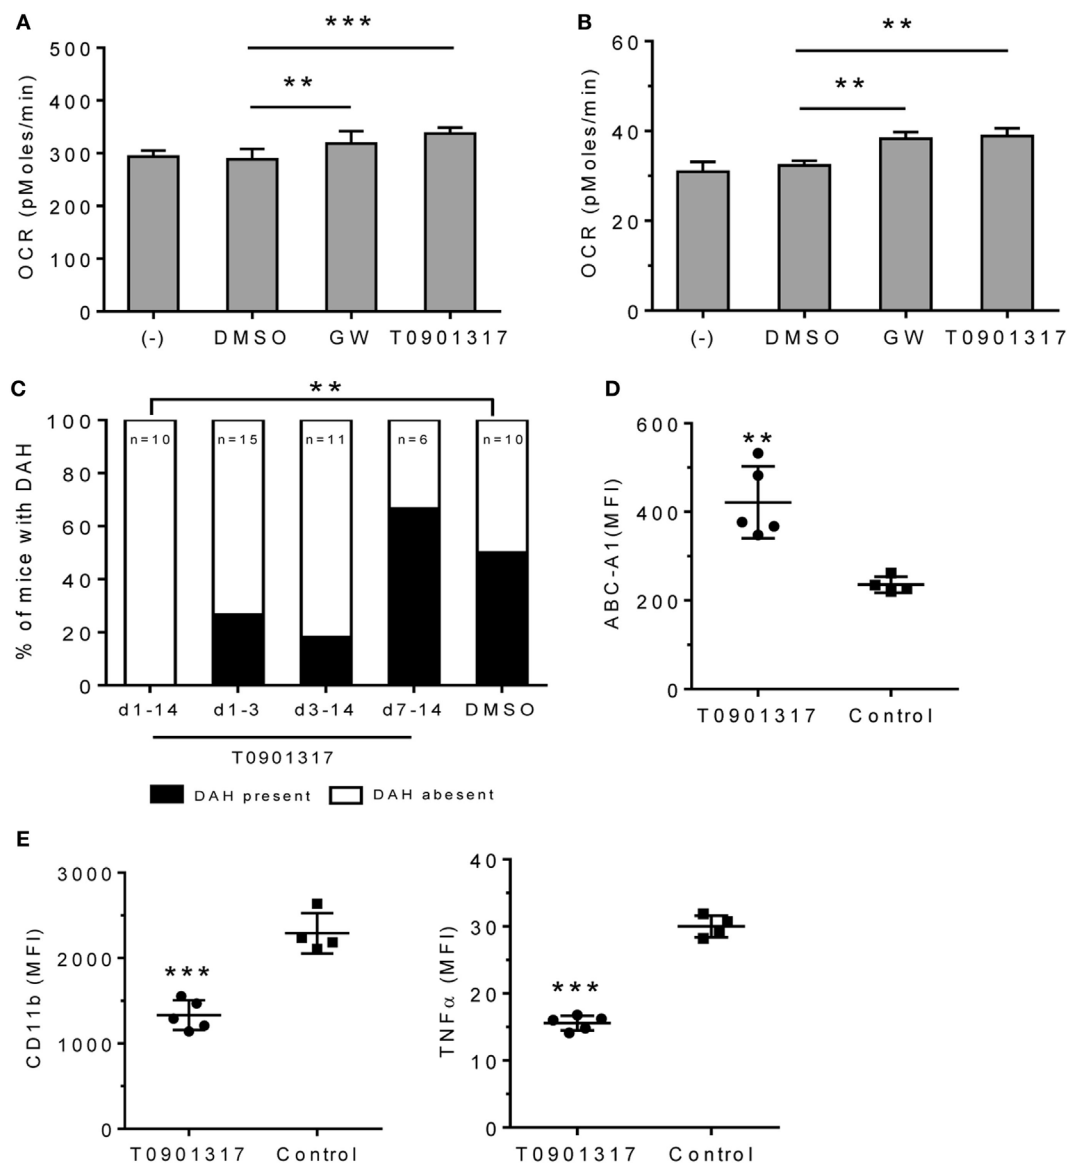 A
***
**
500
400
300
200
100
0
OCR (pMoles/min)
(-) DMSO GW T0901317
B
**
**
60
40
20
0
OCR (pMoles/min)
(-) DMSO GW T0901317
C
**
100
80
60
40
20
0
% of mice with DAH
n=10 n=15 n=11 n=6 n=10
d1-14 d1-3 d3-14 d7-14 DMSO
T0901317
DAH present DAH abesent
D
**
600
400
200
0
ABC-A1(MFI)
T0901317 Control
E
3000
2000
1000
0
CD11b (MFI)
***
T0901317 Control
40
30
20
10
0
TNFα (MFI)
***
T0901317 Control